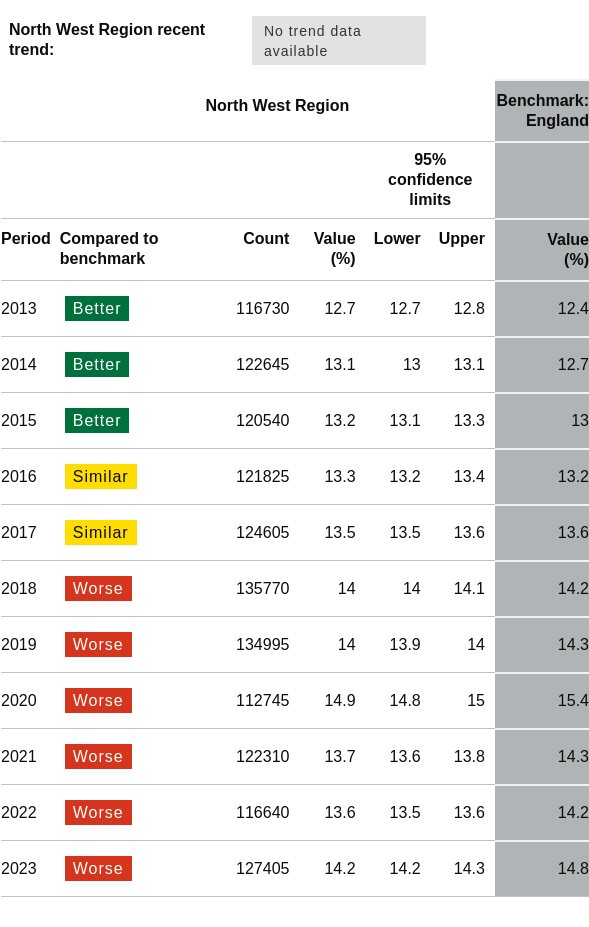 North West Region recent trend:
No trend data available
North West Region
Benchmark: England
95% confidence limits
Period Compared to benchmark Count Value (%) Lower Upper Value (%)
2013 Better 116730 12.7 12.7 12.8 12.4
2014 Better 122645 13.1 13 13.1 12.7
2015 Better 120540 13.2 13.1 13.3 13
2016 Similar 121825 13.3 13.2 13.4 13.2
2017 Similar 124605 13.5 13.5 13.6 13.6
2018 Worse 135770 14 14 14.1 14.2
2019 Worse 134995 14 13.9 14 14.3
2020 Worse 112745 14.9 14.8 15 15.4
2021 Worse 122310 13.7 13.6 13.8 14.3
2022 Worse 116640 13.6 13.5 13.6 14.2
2023 Worse 127405 14.2 14.2 14.3 14.8